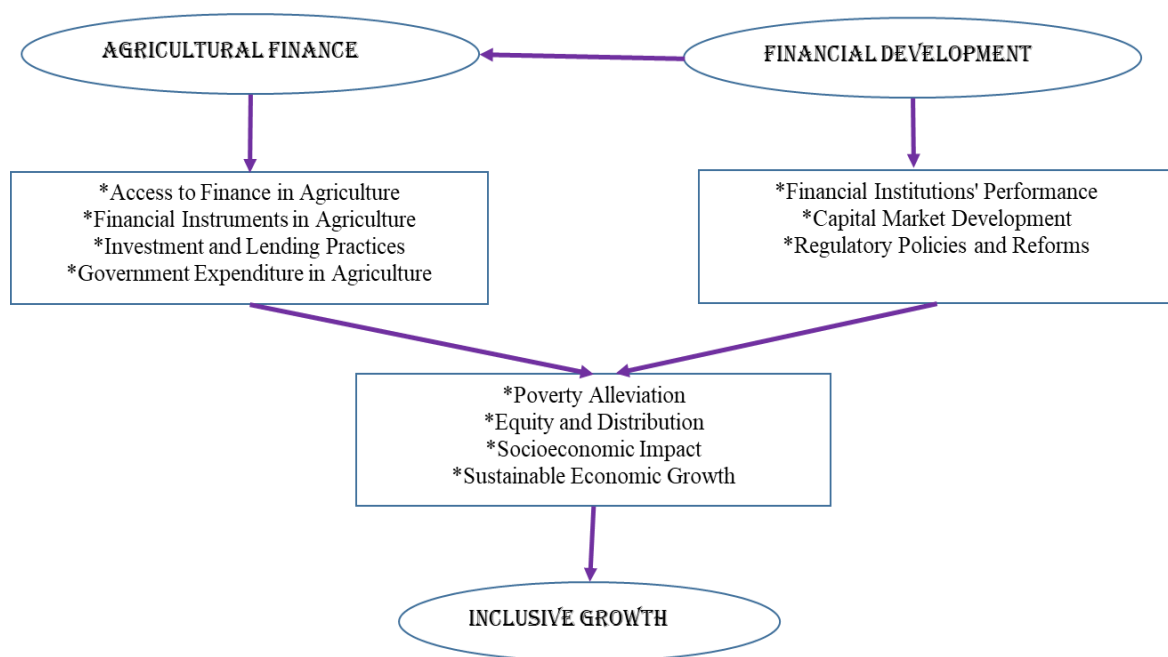 AGRICULTURAL FINANCE
FINANCIAL DEVELOPMENT
*Access to Finance in Agriculture
*Financial Instruments in Agriculture
*Investment and Lending Practices
*Government Expenditure in Agriculture
*Financial Institutions' Performance
*Capital Market Development
*Regulatory Policies and Reforms
*Poverty Alleviation
*Equity and Distribution
*Socioeconomic Impact
*Sustainable Economic Growth
INCLUSIVE GROWTH